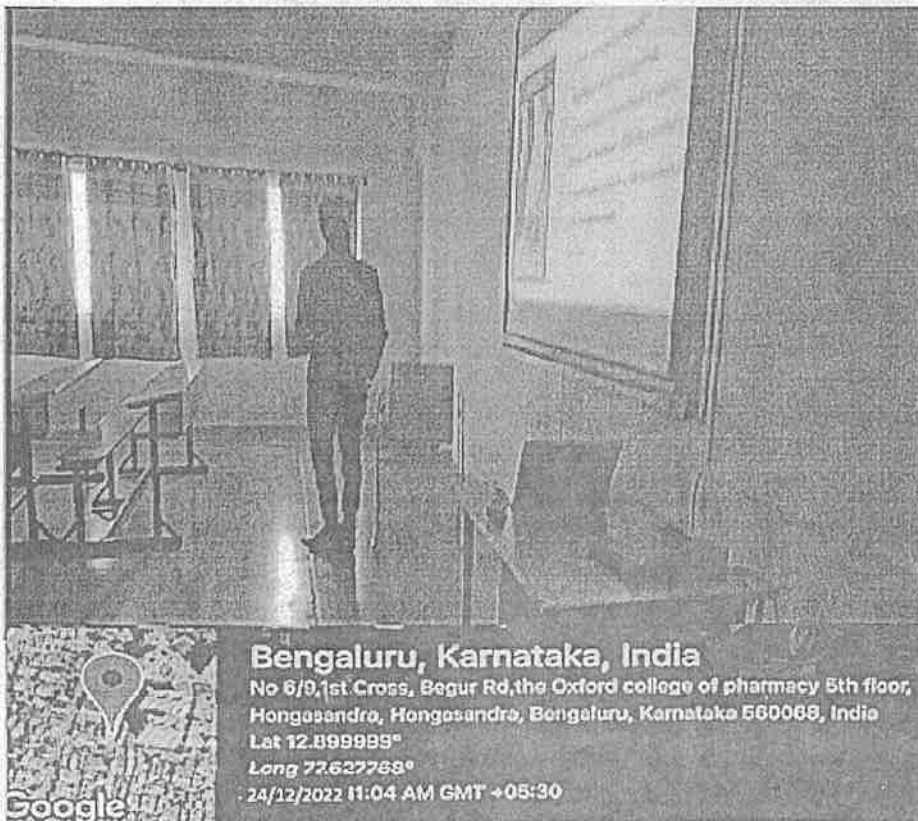 Bengaluru, Karnataka, India
No 6/9,1st Cross, Begur Rd,the Oxford college of pharmacy 5th floor,
Hongasandra, Hongasandra, Bengaluru, Karnataka 560068, India
Lat 12.899999°
Long 77.627768°
24/12/2022 11:04 AM GMT +05:30
Google